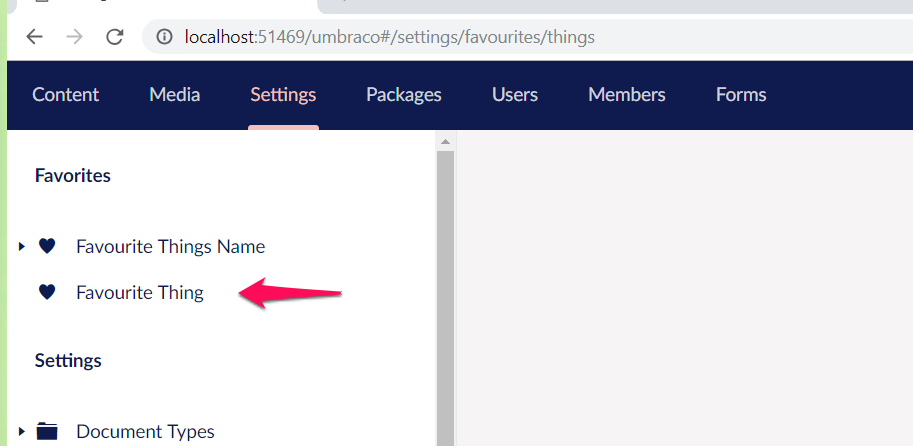 localhost:51469/umbraco#/settings/favourites/things
Content Media Settings Packages Users Members Forms
Favorites
Favourite Things Name
Favourite Thing
Settings
Document Types